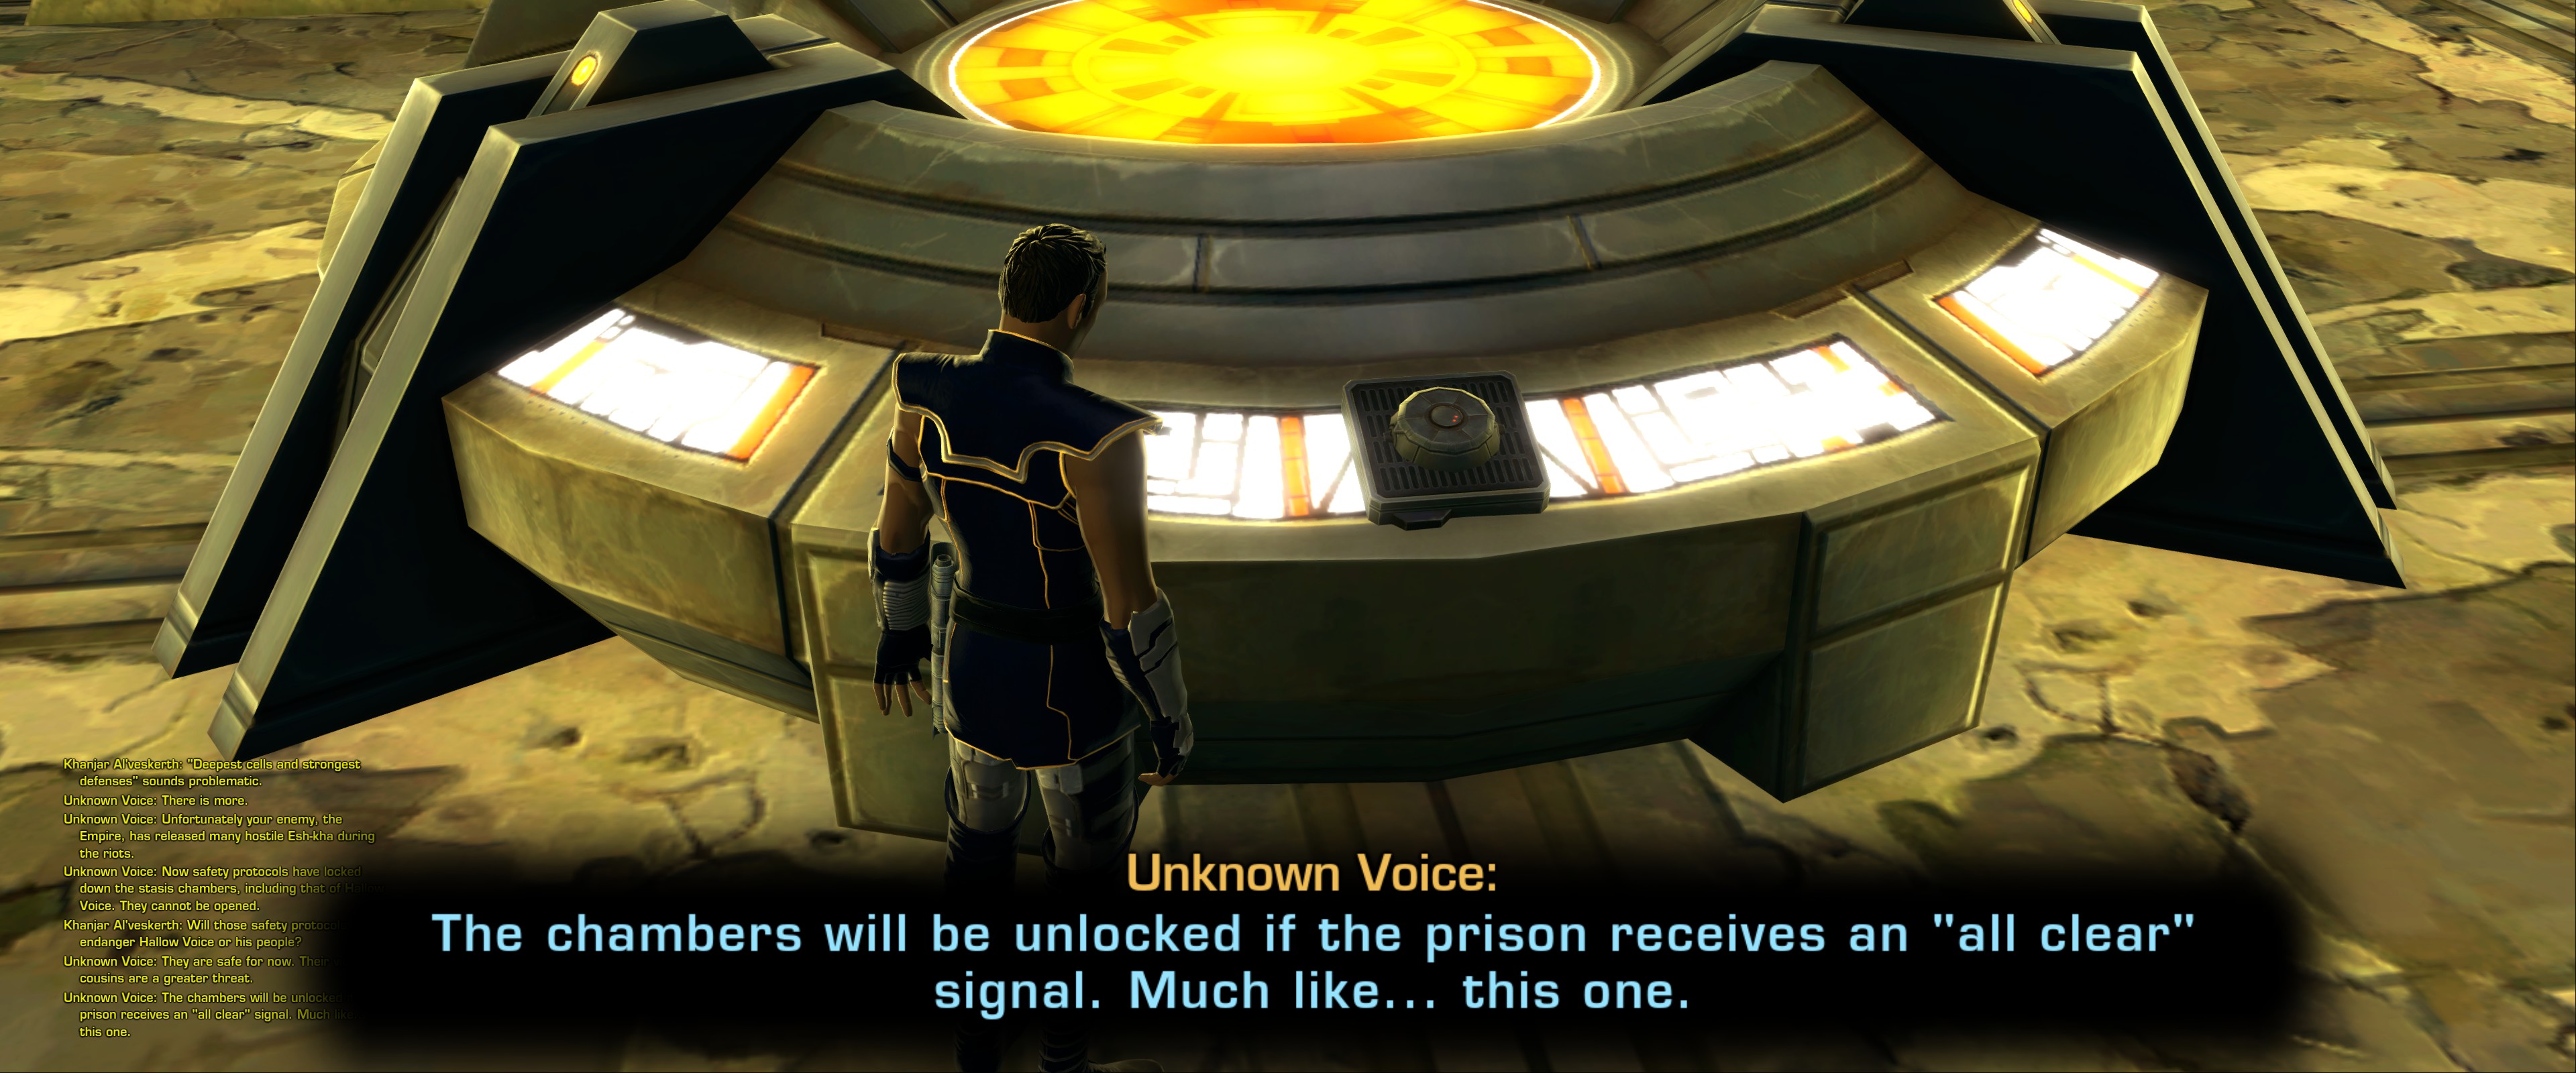 Khanjar Al'veskerth: "Deepest cells and strongest
defenses" sounds problematic.
Unknown Voice: There is more.
Unknown Voice: Unfortunately your enemy, the
Empire, has released many hostile Esh-kha during
the riots.
Unknown Voice: Now safety protocols have locked
down the stasis chambers, including that of Hallow
Voice. They cannot be opened.
Khanjar Al'veskerth: Will those safety protocol
endanger Hallow Voice or his people?
Unknown Voice: They are safe for now. Their
cousins are a greater threat.
Unknown Voice: The chambers will be unlocked
prison receives an "all clear" signal. Much like
this one.
Unknown Voice:
The chambers will be unlocked if the prison receives an "all clear"
signal. Much like... this one.